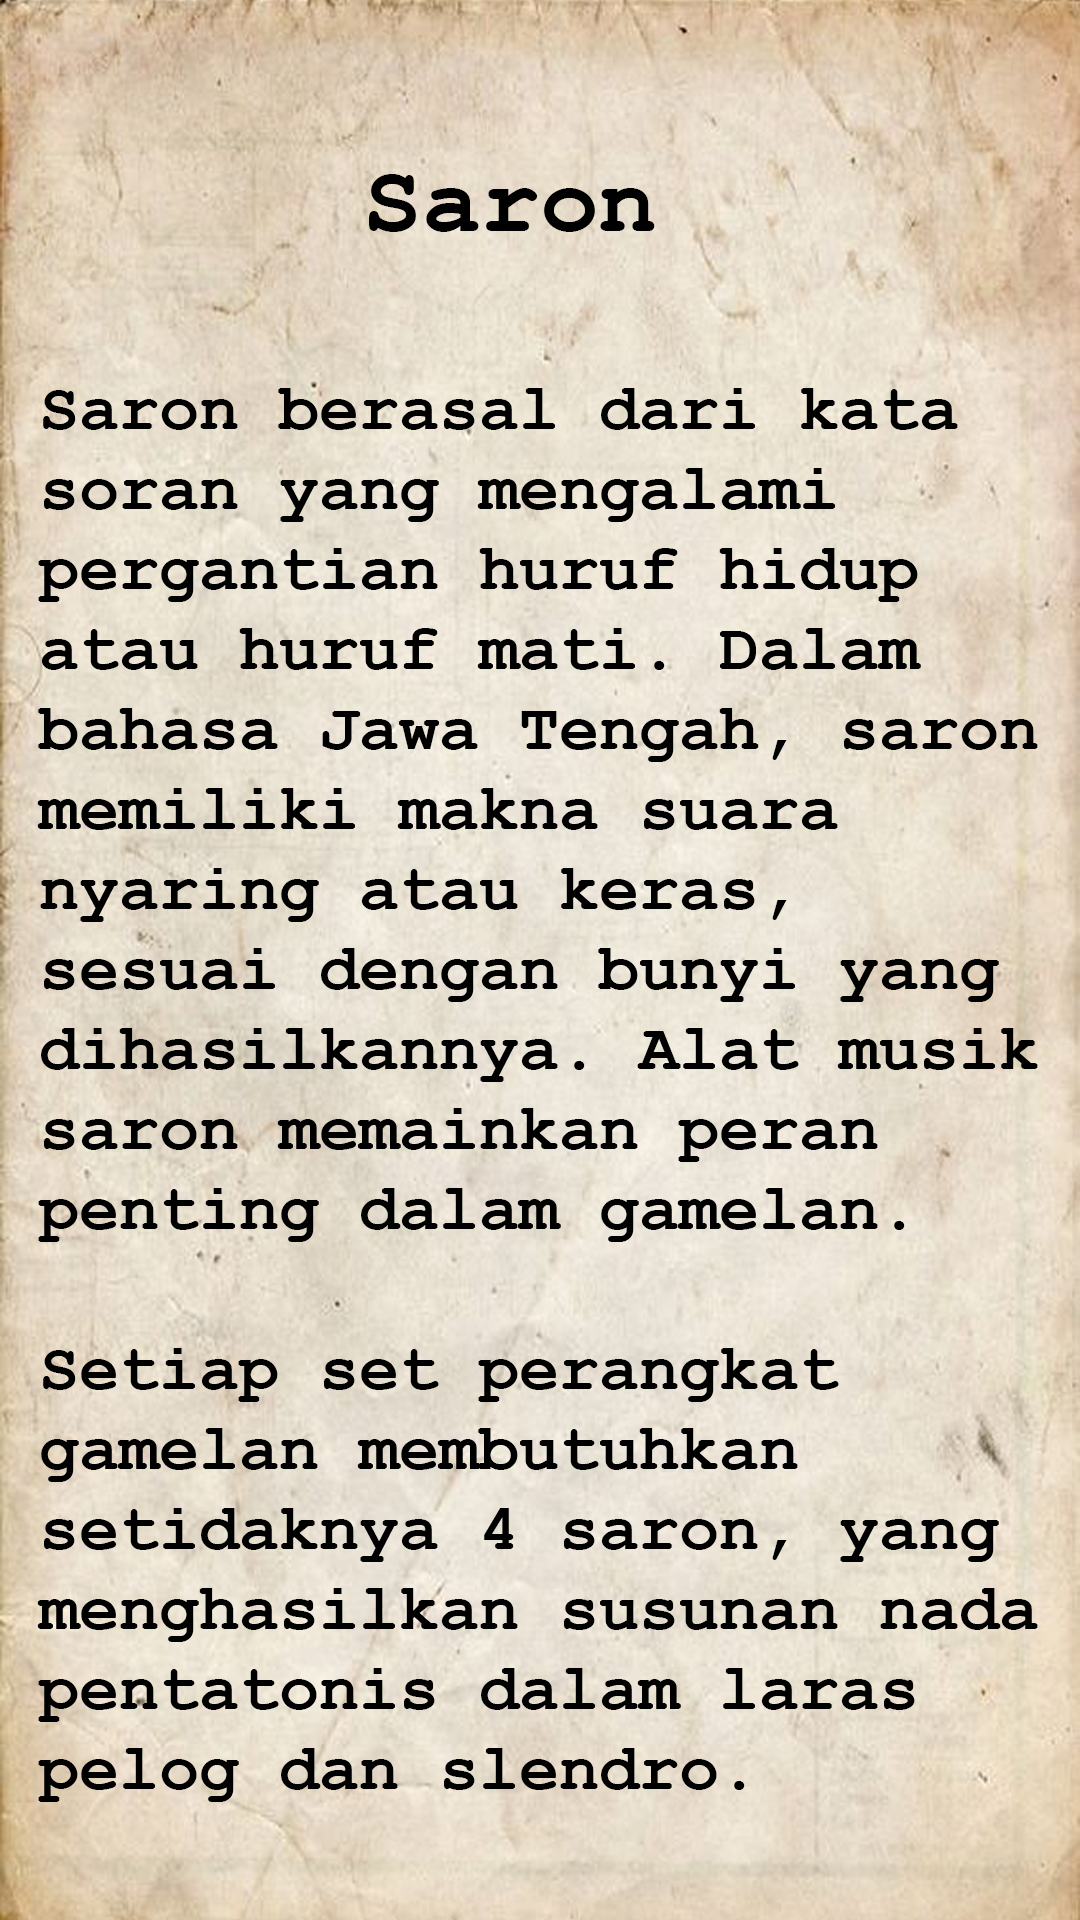 Saron
Saron berasal dari kata
soran yang mengalami
pergantian huruf hidup
atau huruf mati. Dalam
bahasa Jawa Tengah, saron
memiliki makna suara
nyaring atau keras,
sesuai dengan bunyi yang
dihasilkannya. Alat musik
saron memainkan peran
penting dalam gamelan.
Setiap set perangkat
gamelan membutuhkan
setidaknya 4 saron, yang
menghasilkan susunan nada
pentatonis dalam laras
pelog dan slendro.